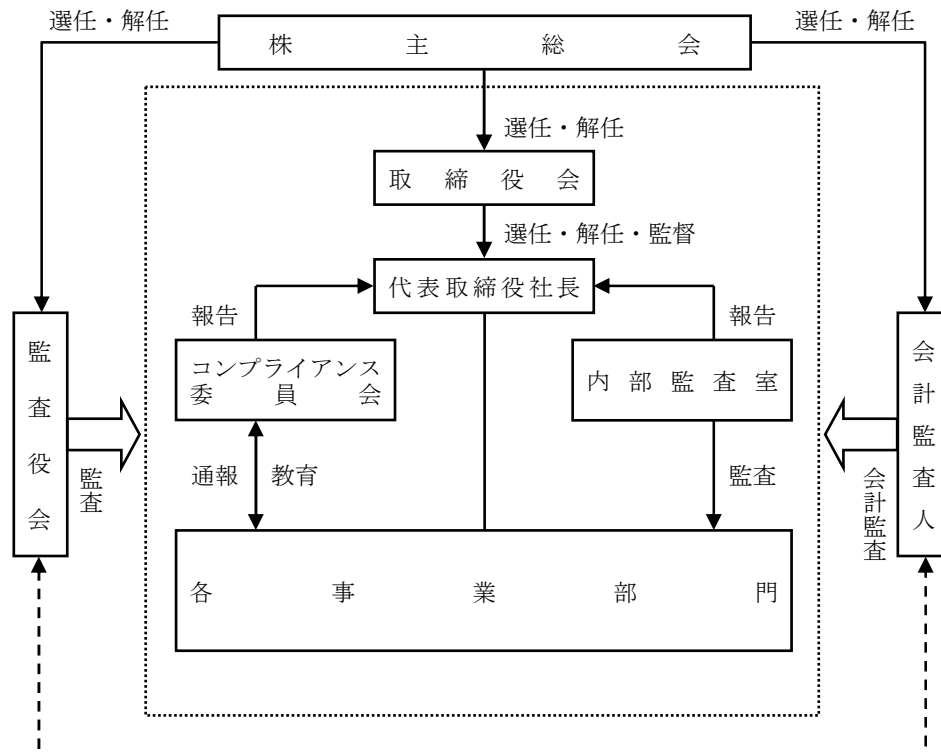 選任・解任
株主総会
選任・解任
選任・解任
取締役会
選任・解任・監督
代表取締役社長
報告
報告
コンプライアンス
委員会
内部監査室
監査役会
監査
会計監査人
会計監査
通報
教育
監査
各事業部門